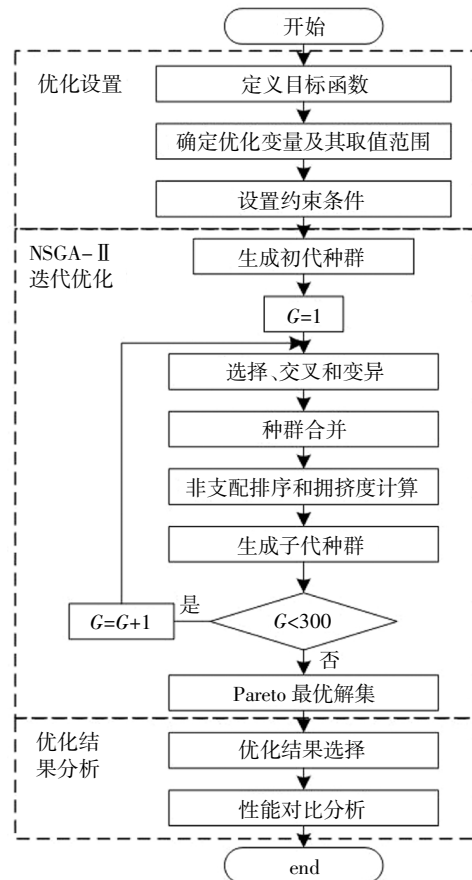 开始
优化设置
定义目标函数
确定优化变量及其取值范围
设置约束条件
NSGA-Ⅱ
迭代优化
生成初代种群
G=1
选择、交叉和变异
种群合并
非支配排序和拥挤度计算
生成子代种群
G=G+1
是
G<300
否
Pareto 最优解集
优化结
果分析
优化结果选择
性能对比分析
end